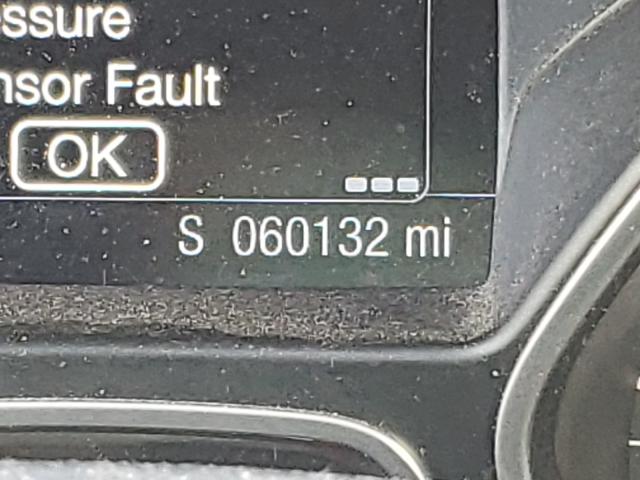 essure
nsor Fault
OK
S 060132 mi